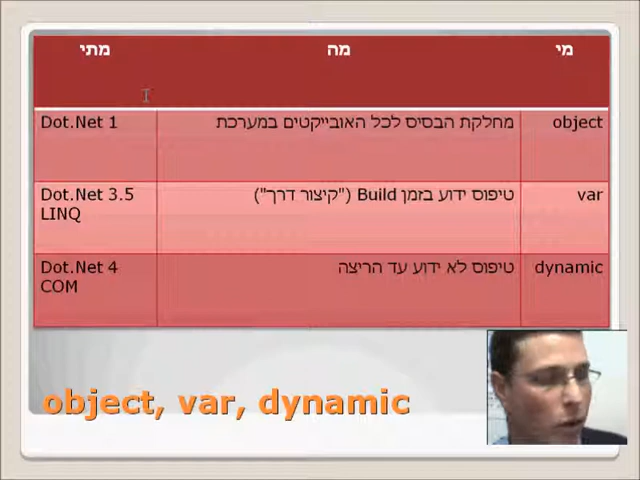 מי מה מתי
object מחלקת הבסיס לכל האובייקטים במערכת Dot.Net 1
var טיפוס ידוע בזמן Build ("קיצור דרך") Dot.Net 3.5
LINQ
dynamic טיפוס לא ידוע עד הריצה Dot.Net 4
COM
object, var, dynamic